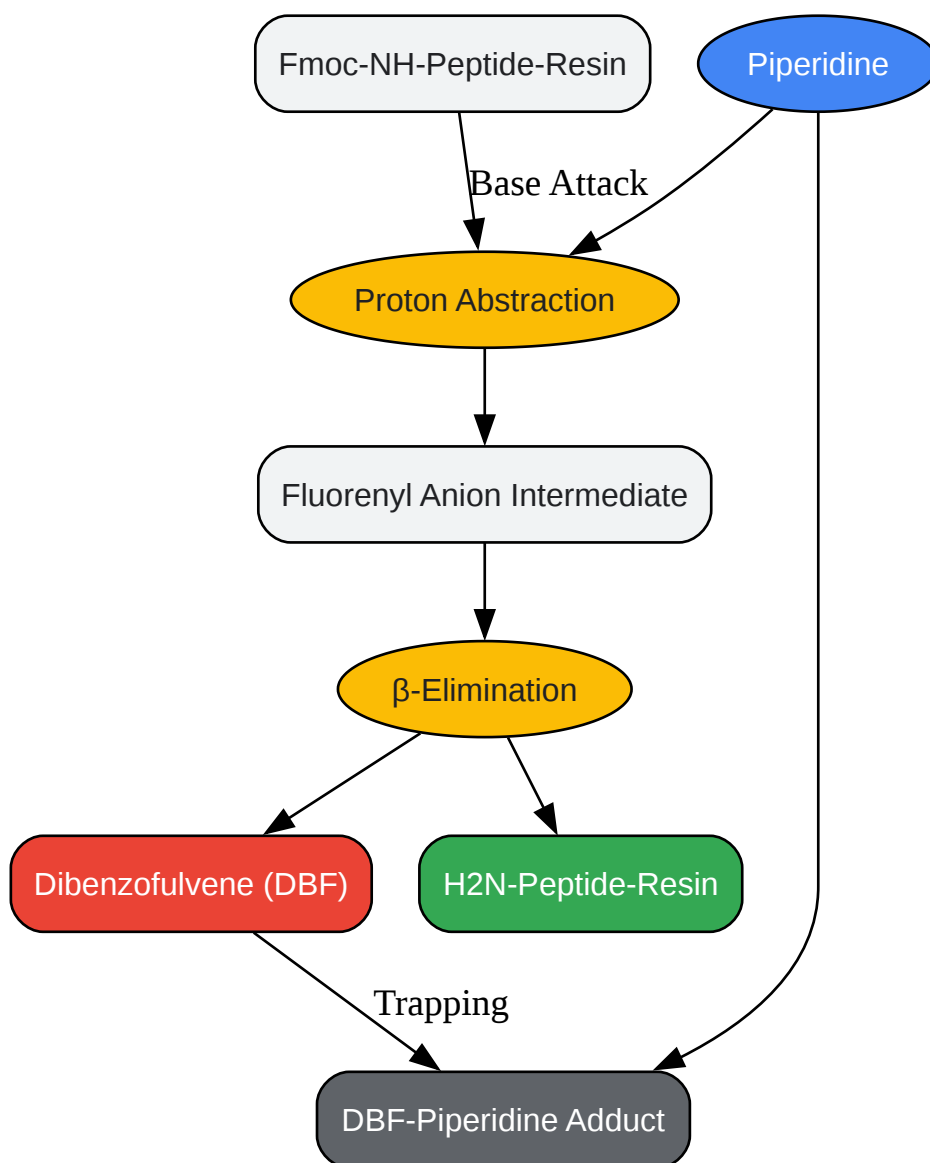 Fmoc-NH-Peptide-Resin
Piperidine
Base Attack
Proton Abstraction
Fluorenyl Anion Intermediate
β-Elimination
Dibenzofulvene (DBF)
H2N-Peptide-Resin
Trapping
DBF-Piperidine Adduct